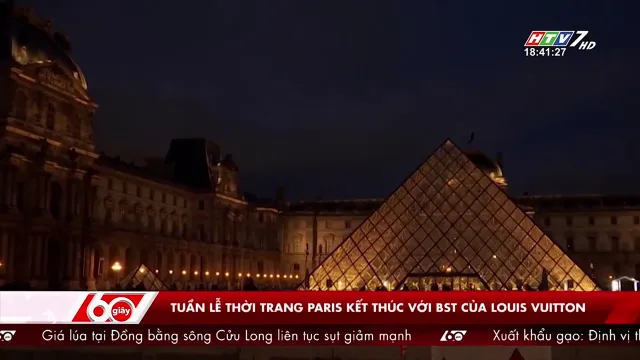 HTV7 HD
18:41:27
60 giây
TUẦN LỄ THỜI TRANG PARIS KẾT THÚC VỚI BST CỦA LOUIS VUITTON
Giá lúa tại Đồng bằng sông Cửu Long liên tục sụt giảm mạnh 60 Xuất khẩu gạo: Định vị th